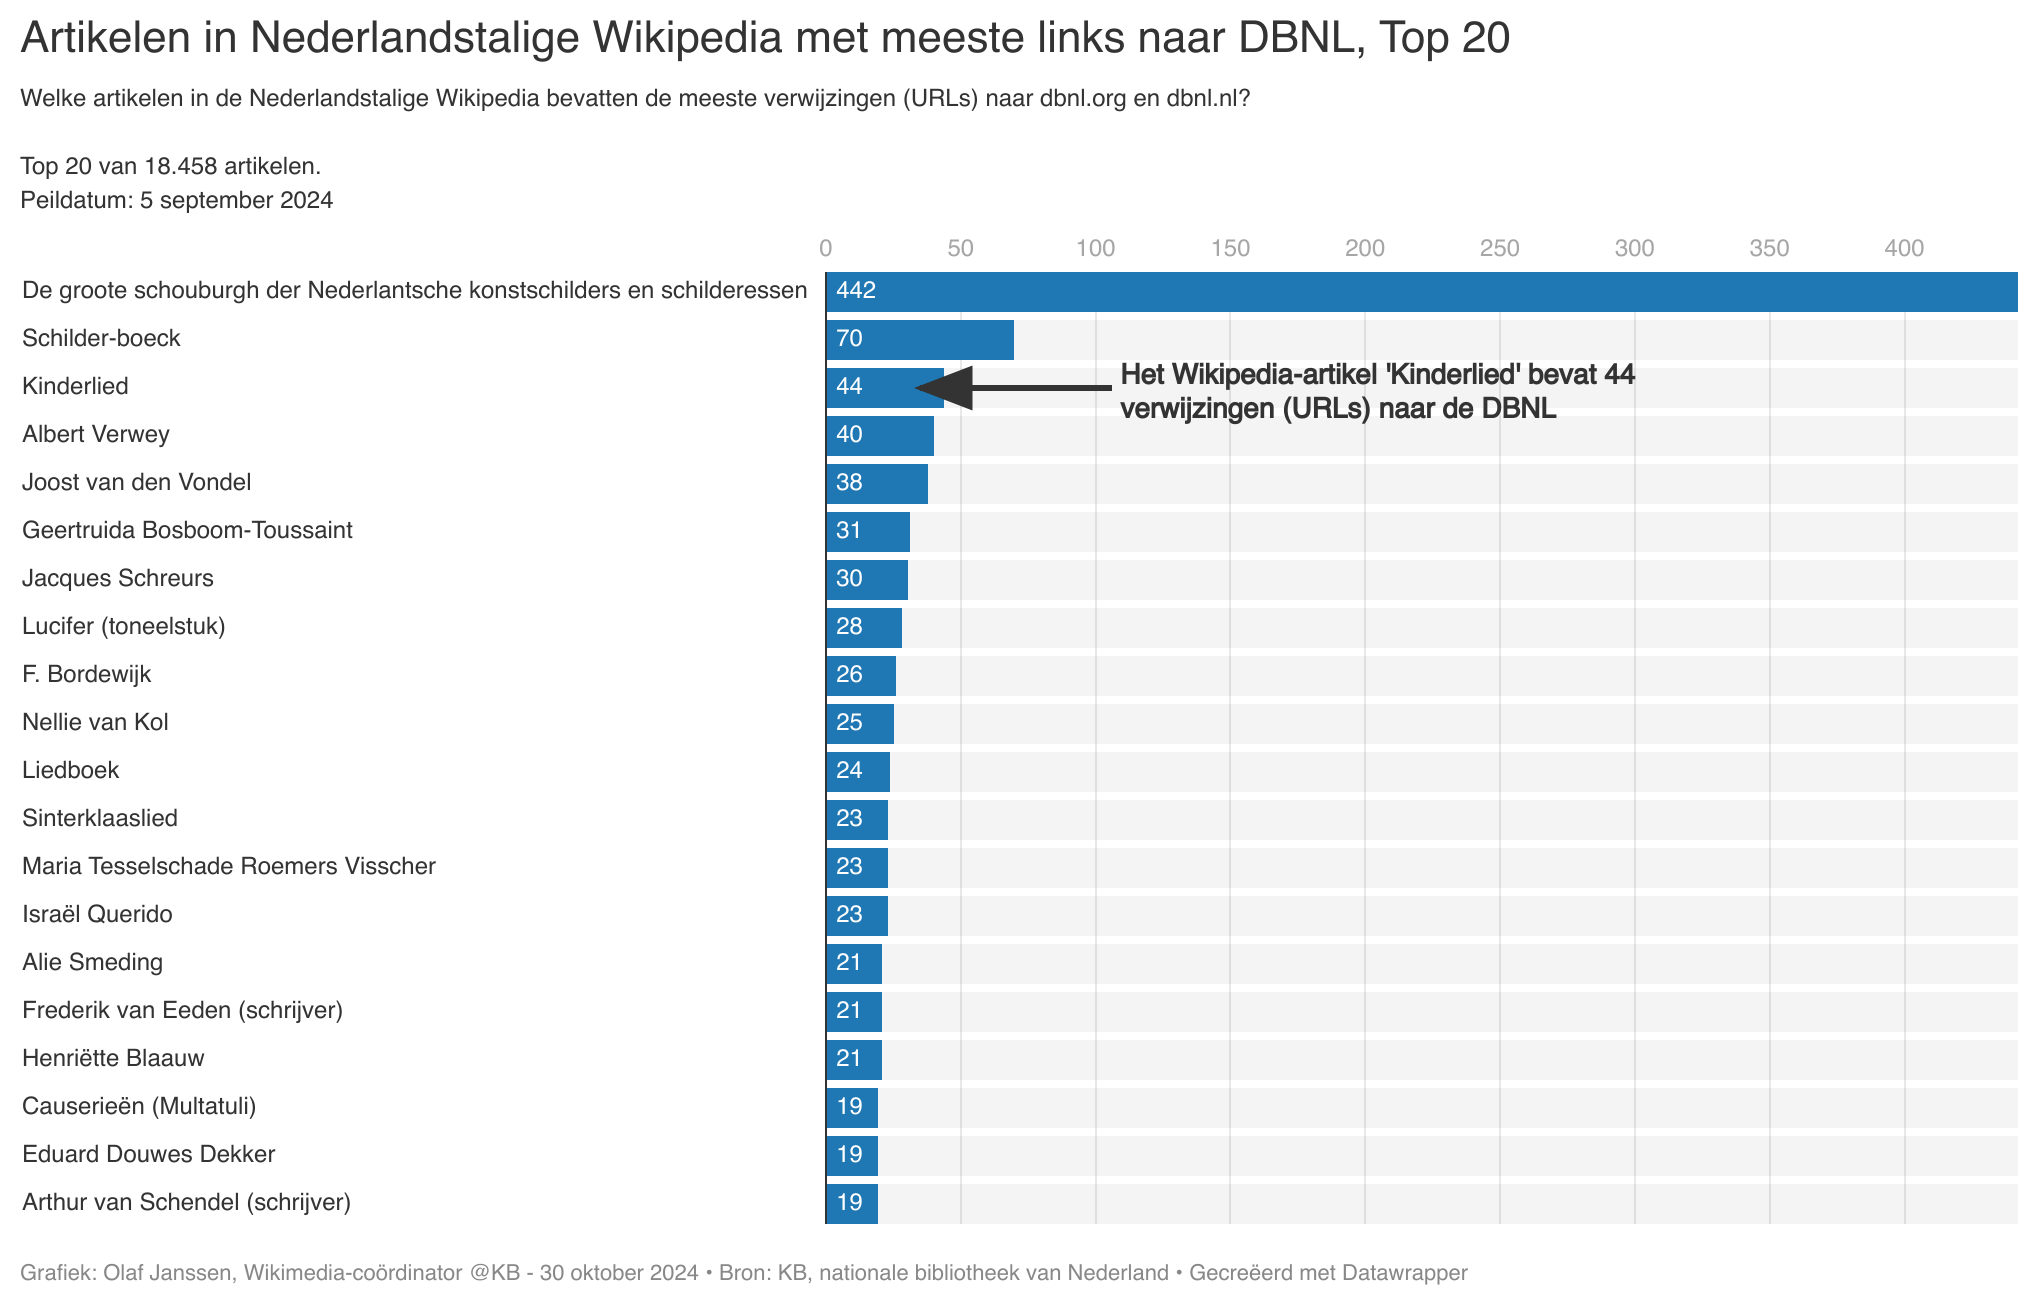 Artikelen in Nederlandstalige Wikipedia met meeste links naar DBNL, Top 20
Welke artikelen in de Nederlandstalige Wikipedia bevatten de meeste verwijzingen (URLs) naar dbnl.org en dbnl.nl?
Top 20 van 18.458 artikelen.
Peildatum: 5 september 2024
0 50 100 150 200 250 300 350 400
De groote schouburgh der Nederlantsche konstschilders en schilderessen 442
Schilder-boeck 70
Kinderlied 44
Het Wikipedia-artikel 'Kinderlied' bevat 44
verwijzingen (URLs) naar de DBNL
Albert Verwey 40
Joost van den Vondel 38
Geertruida Bosboom-Toussaint 31
Jacques Schreurs 30
Lucifer (toneelstuk) 28
F. Bordewijk 26
Nellie van Kol 25
Liedboek 24
Sinterklaaslied 23
Maria Tesselschade Roemers Visscher 23
Israël Querido 23
Alie Smeding 21
Frederik van Eeden (schrijver) 21
Henriëtte Blaauw 21
Causerieën (Multatuli) 19
Eduard Douwes Dekker 19
Arthur van Schendel (schrijver) 19
Grafiek: Olaf Janssen, Wikimedia-coördinator @KB - 30 oktober 2024 • Bron: KB, nationale bibliotheek van Nederland • Gecreëerd met Datawrapper